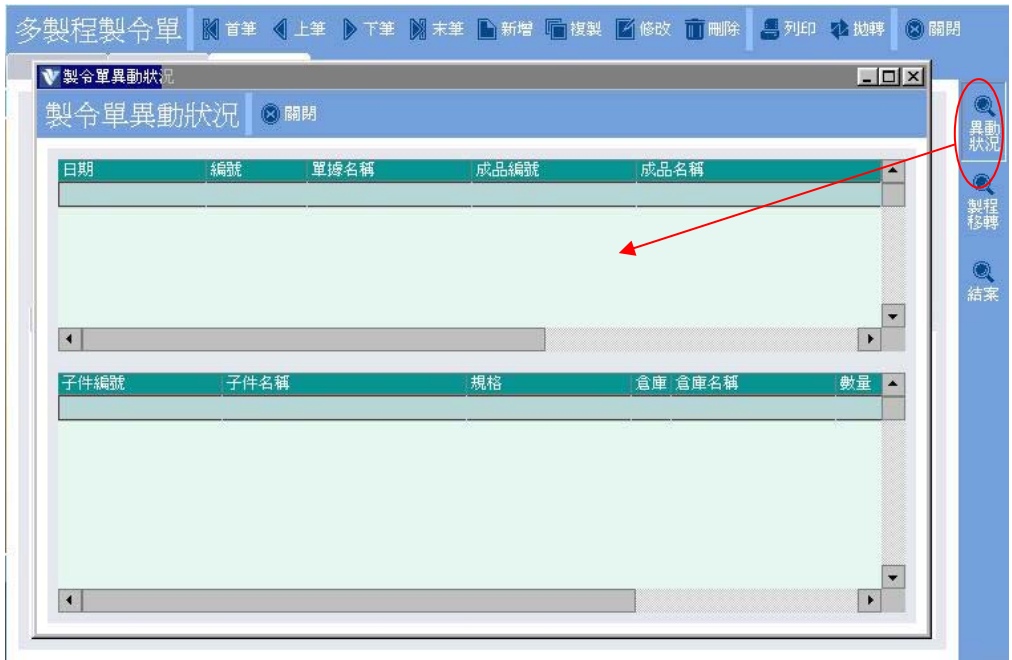 多製程製令單 首筆 上筆 下筆 末筆 新增 複製 修改 刪除 列印 拋轉 關閉
製令單異動狀況
製令單異動狀況 關閉
日期 編號 單據名稱 成品編號 成品名稱
子件編號 子件名稱 規格 倉庫 倉庫名稱 數量
異動
狀況
製程
移轉
結案